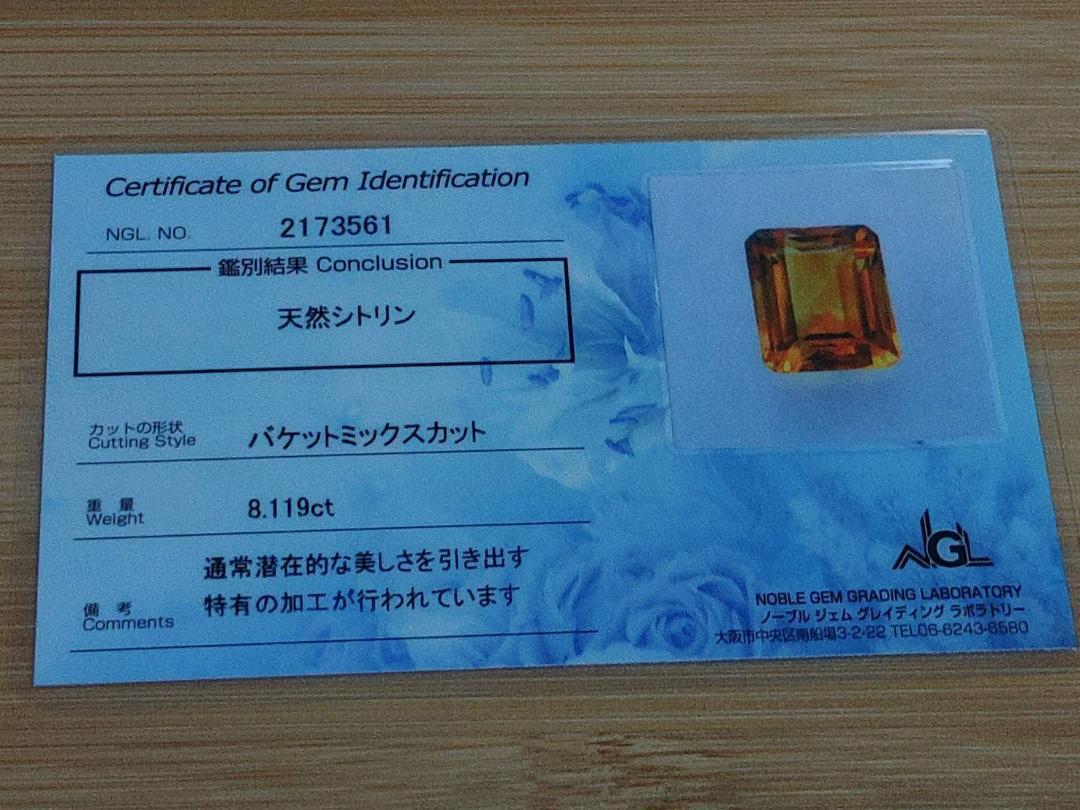 Certificate of Gem Identification
NGL. NO. 2173561
鑑別結果 Conclusion
天然シトリン
カットの形状
Cutting Style
バケットミックスカット
重 量
Weight
8.119ct
通常潜在的な美しさを引き出す
特有の加工が行われています
備 考
Comments
NGL
NOBLE GEM GRADING LABORATORY
ノーブル ジェム グレイディング ラボラトリー
大阪市中央区南船場3-2-22 TEL06-6243-6580